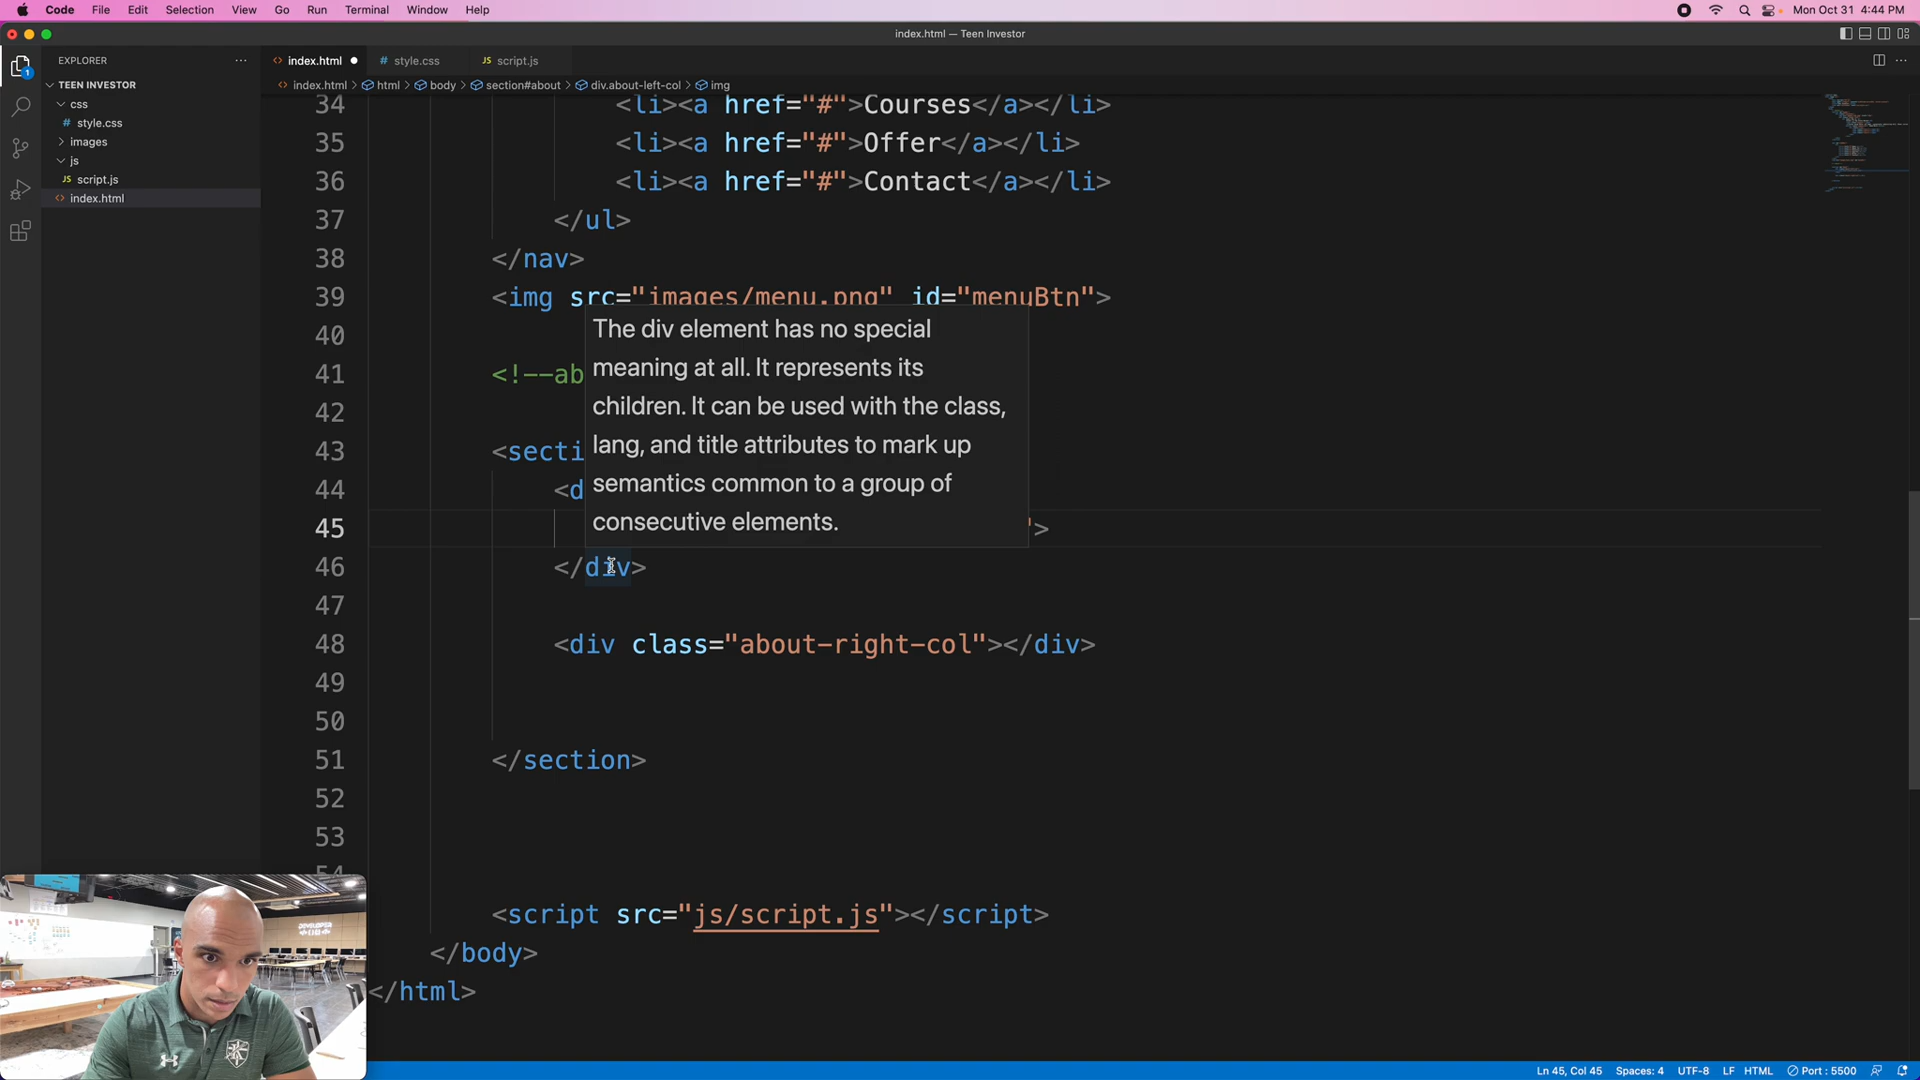 Code File Edit Selection View Go Run Terminal Window Help Mon Oct 31 4:44 PM
index.html — Teen Investor
EXPLORER
index.html
style.css
script.js
TEEN INVESTOR
index.html > html > body > section#about > div.about-left-col > img
css
style.css
images
js
script.js
index.html
34 <li><a href="#">Courses</a></li>
35 <li><a href="#">Offer</a></li>
36 <li><a href="#">Contact</a></li>
37 </ul>
38 </nav>
39 <img src="images/menu.png" id="menuBtn">
40
41 <!--ab
42
43 <secti
44 <d
45 ">
46 </div>
47
48 <div class="about-right-col"></div>
49
50
51 </section>
52
53
54
<script src="js/script.js"></script>
</body>
</html>
The div element has no special
meaning at all. It represents its
children. It can be used with the class,
lang, and title attributes to mark up
semantics common to a group of
consecutive elements.
Ln 45, Col 45 Spaces: 4 UTF-8 LF HTML Port : 5500